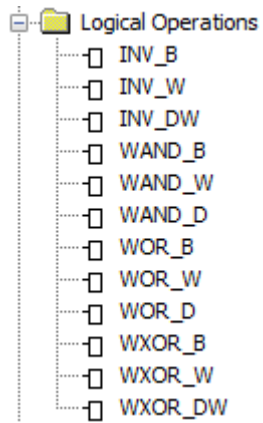 Logical Operations
INV_B
INV_W
INV_DW
WAND_B
WAND_W
WAND_D
WOR_B
WOR_W
WOR_D
WXOR_B
WXOR_W
WXOR_DW